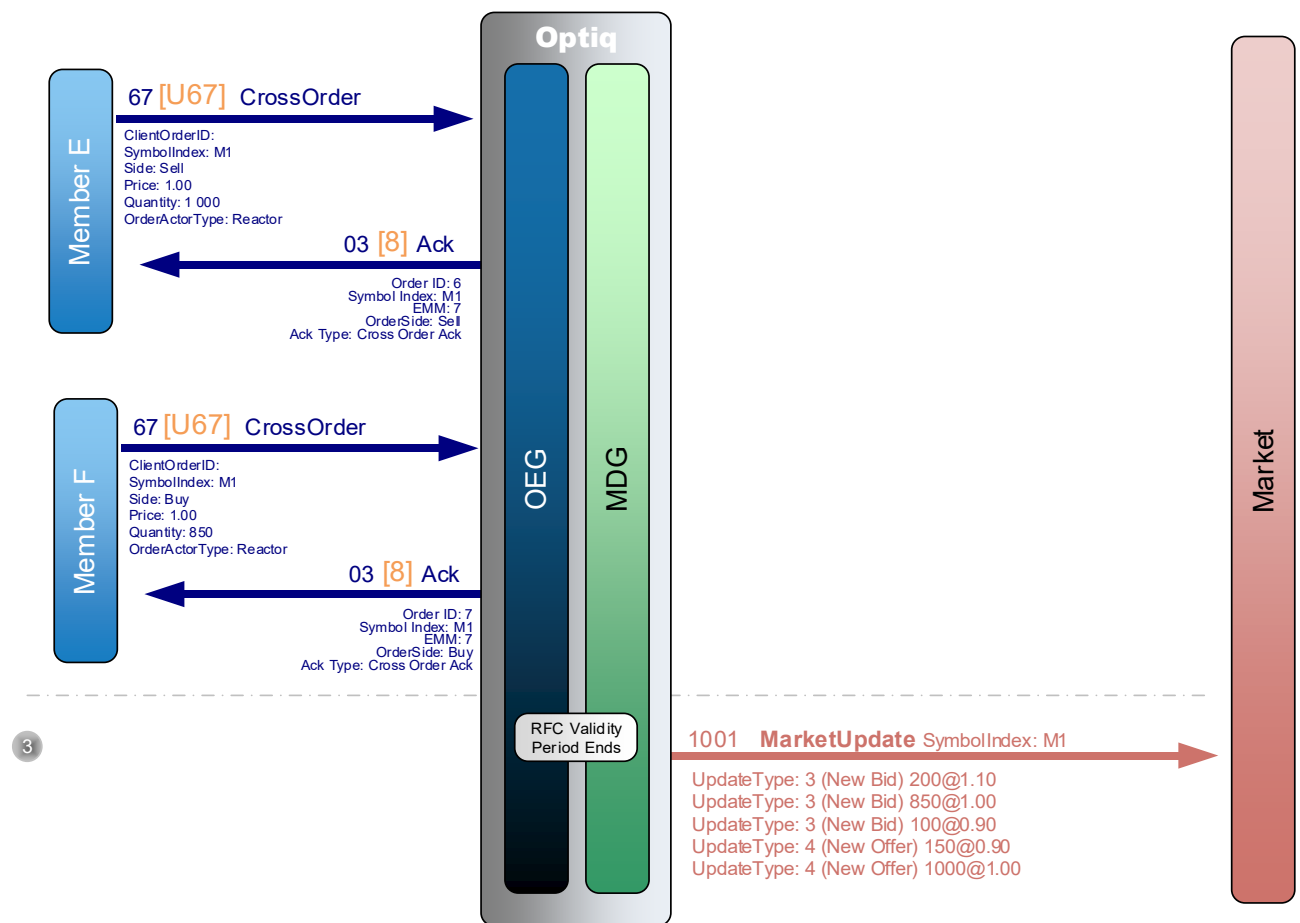 Optiq
67 [U67] CrossOrder
ClientOrderID:
SymbolIndex: M1
Side: Sell
Price: 1.00
Quantity: 1 000
OrderActorType: Reactor
Member E
03 [8] Ack
Order ID: 6
Symbol Index: M1
EMM: 7
OrderSide: Sell
Ack Type: Cross Order Ack
67 [U67] CrossOrder
ClientOrderID:
SymbolIndex: M1
Side: Buy
Price: 1.00
Quantity: 850
OrderActorType: Reactor
Member F
03 [8] Ack
Order ID: 7
Symbol Index: M1
EMM: 7
OrderSide: Buy
Ack Type: Cross Order Ack
OEG
MDG
Market
3
RFC Validity
Period Ends
1001 MarketUpdate SymbolIndex: M1
UpdateType: 3 (New Bid) 200@1.10
UpdateType: 3 (New Bid) 850@1.00
UpdateType: 3 (New Bid) 100@0.90
UpdateType: 4 (New Offer) 150@0.90
UpdateType: 4 (New Offer) 1000@1.00